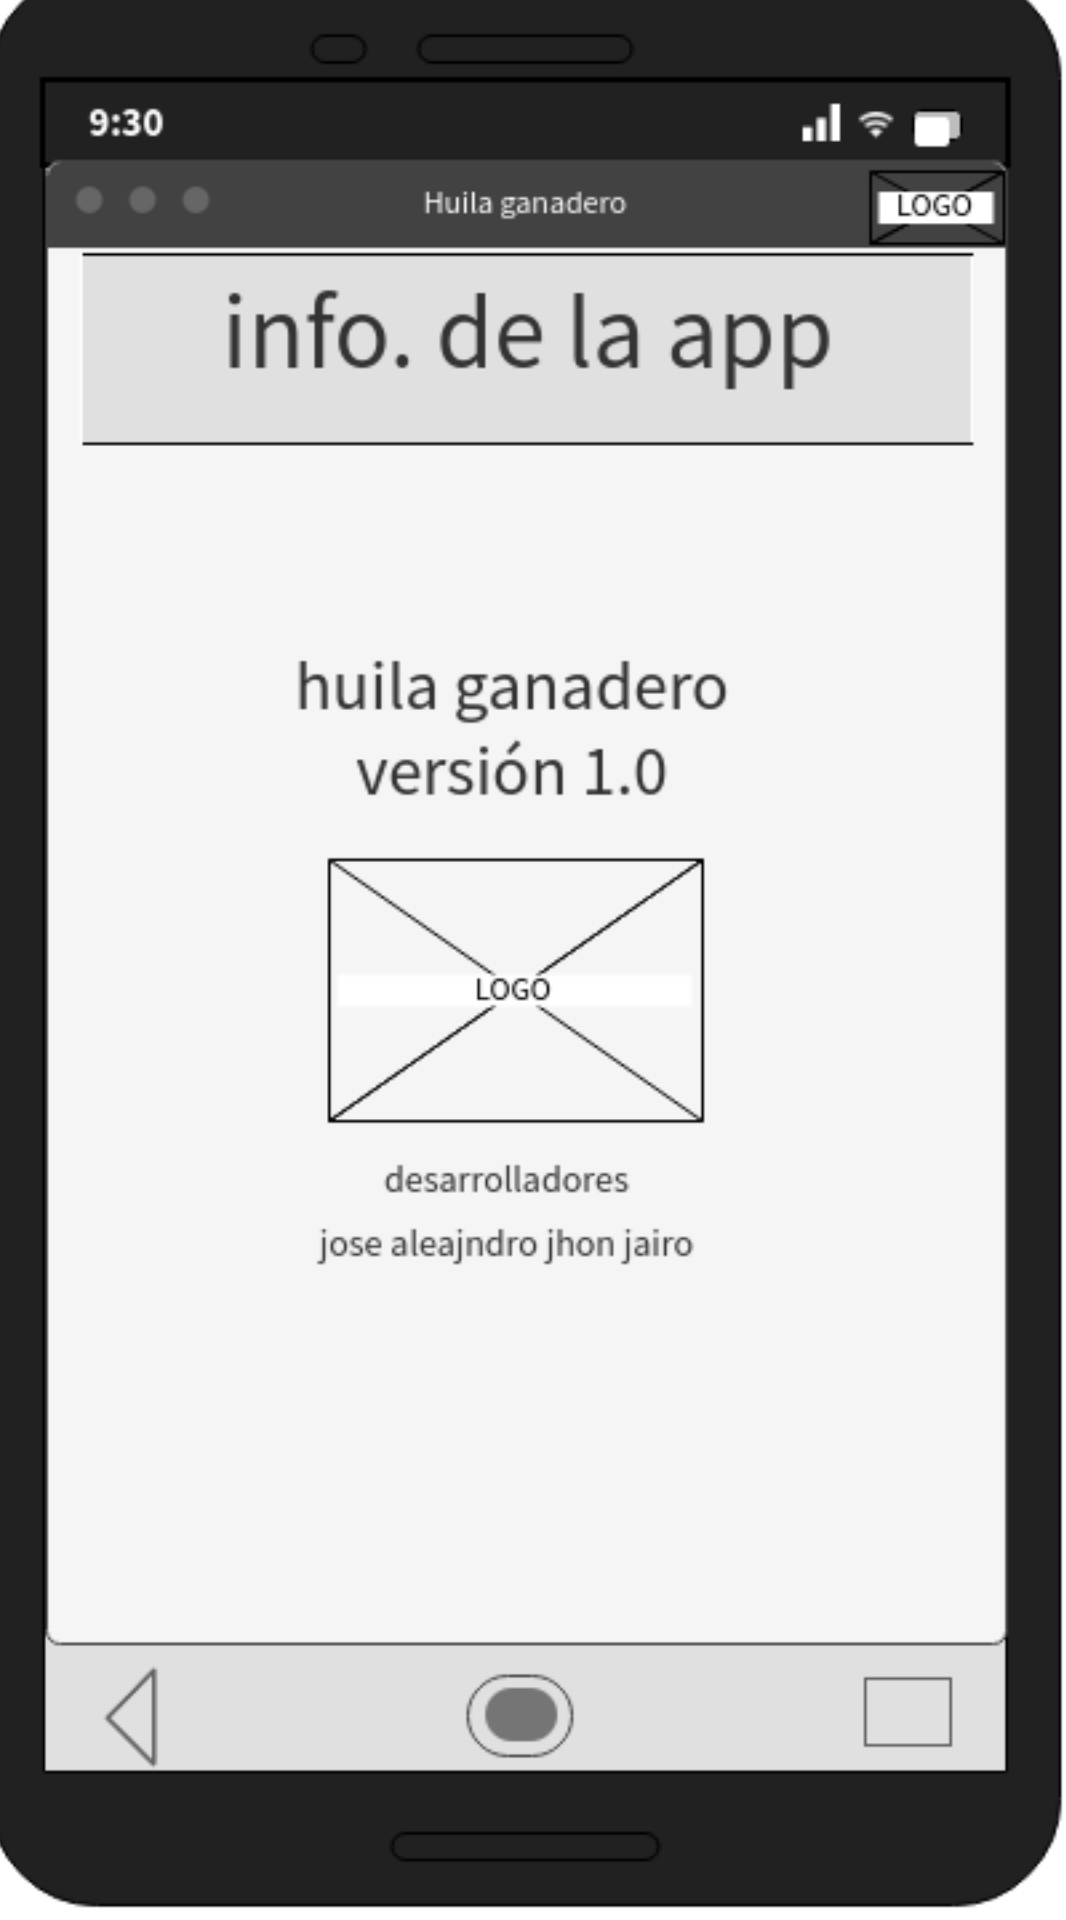 9:30
Huila ganadero
LOGO
info. de la app
huila ganadero
versión 1.0
LOGO
desarrolladores
jose aleajndro jhon jairo